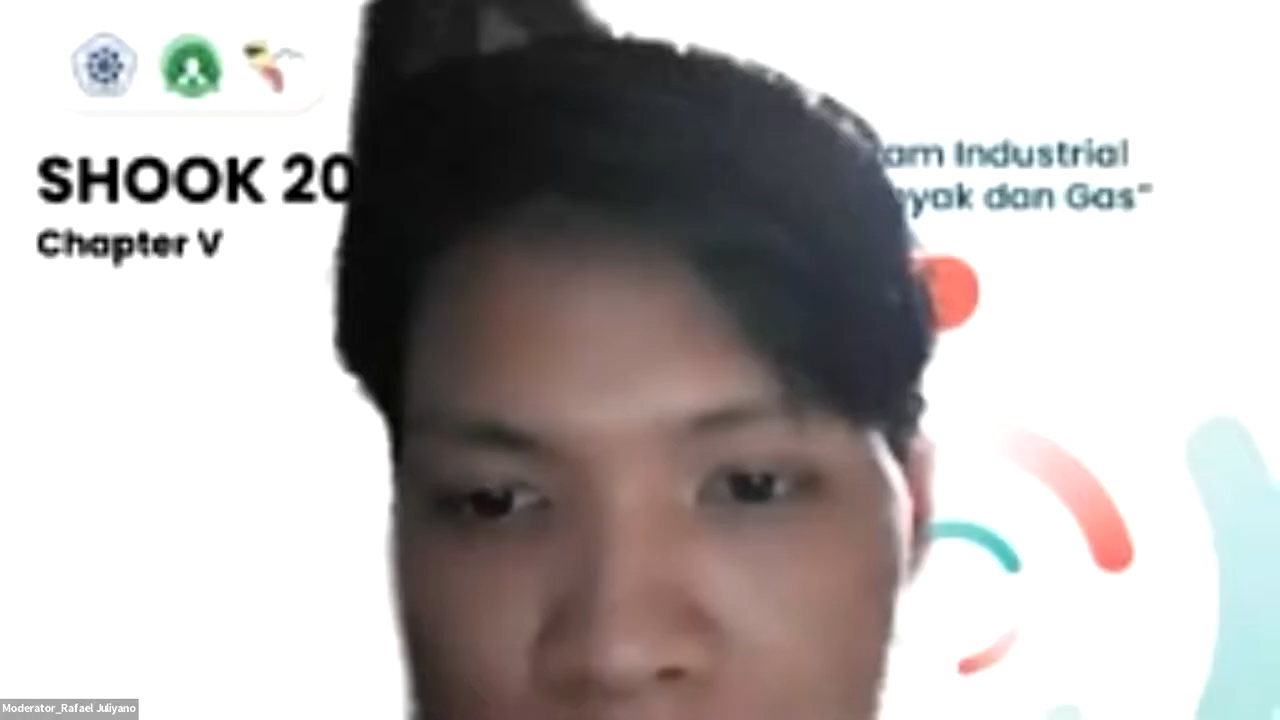 SHOOK 20
Chapter V
am Industrial
yak dan Gas"
Moderator_Rafael Juliyano